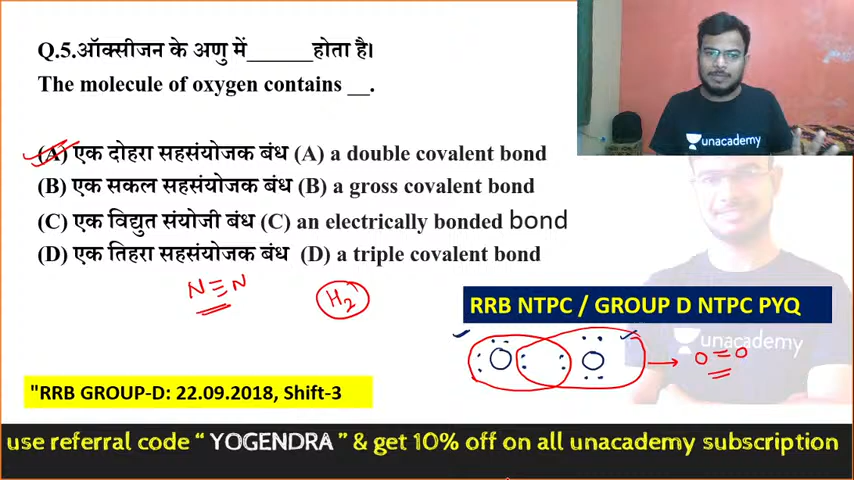 Q.5.ऑक्सीजन के अणु में______होता है।
The molecule of oxygen contains __.
(A) एक दोहरा सहसंयोजक बंध (A) a double covalent bond
(B) एक सकल सहसंयोजक बंध (B) a gross covalent bond
(C) एक विद्युत संयोजी बंध (C) an electrically bonded bond
(D) एक तिहरा सहसंयोजक बंध (D) a triple covalent bond
unacademy
N≡N
H2
RRB NTPC / GROUP D NTPC PYQ
unacademy
O=O
"RRB GROUP-D: 22.09.2018, Shift-3
use referral code “ YOGENDRA ” & get 10% off on all unacademy subscription